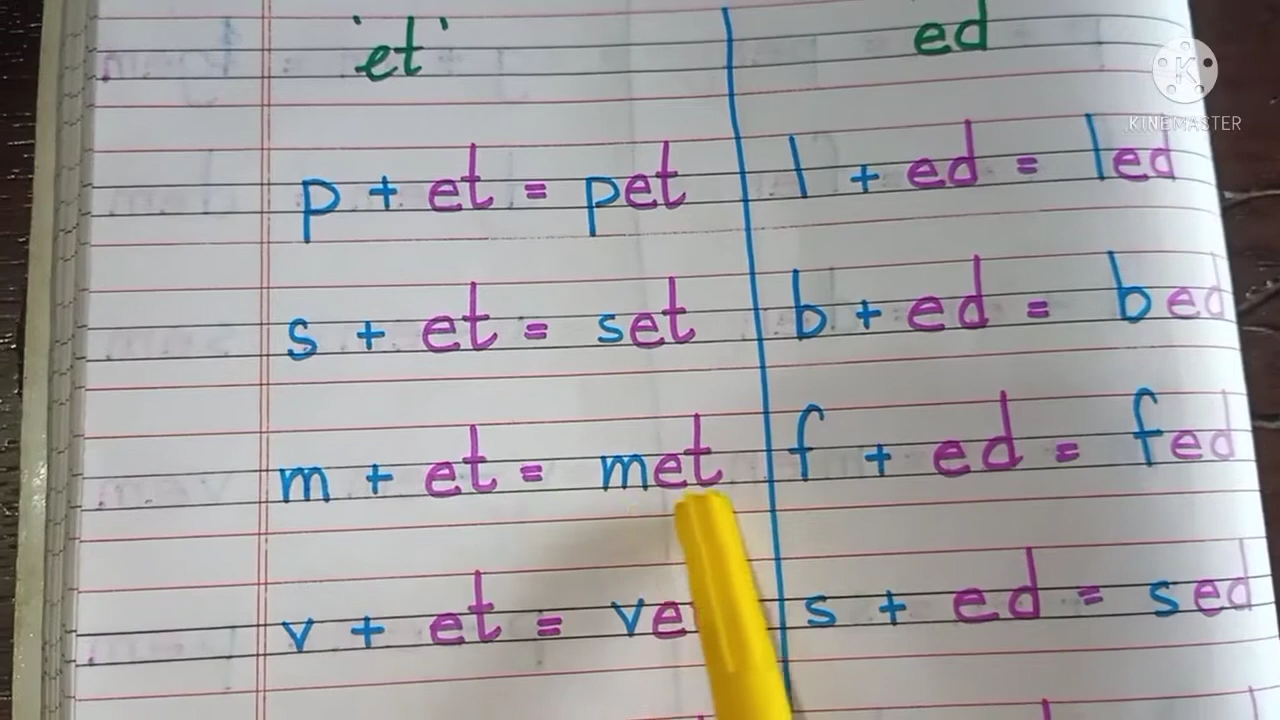 'et'
p + et = pet
s + et = set
m + et = met
v + et =
ed
l + ed = led
b + ed = bed
f + ed = fed
s + ed = sed
KINEMASTER